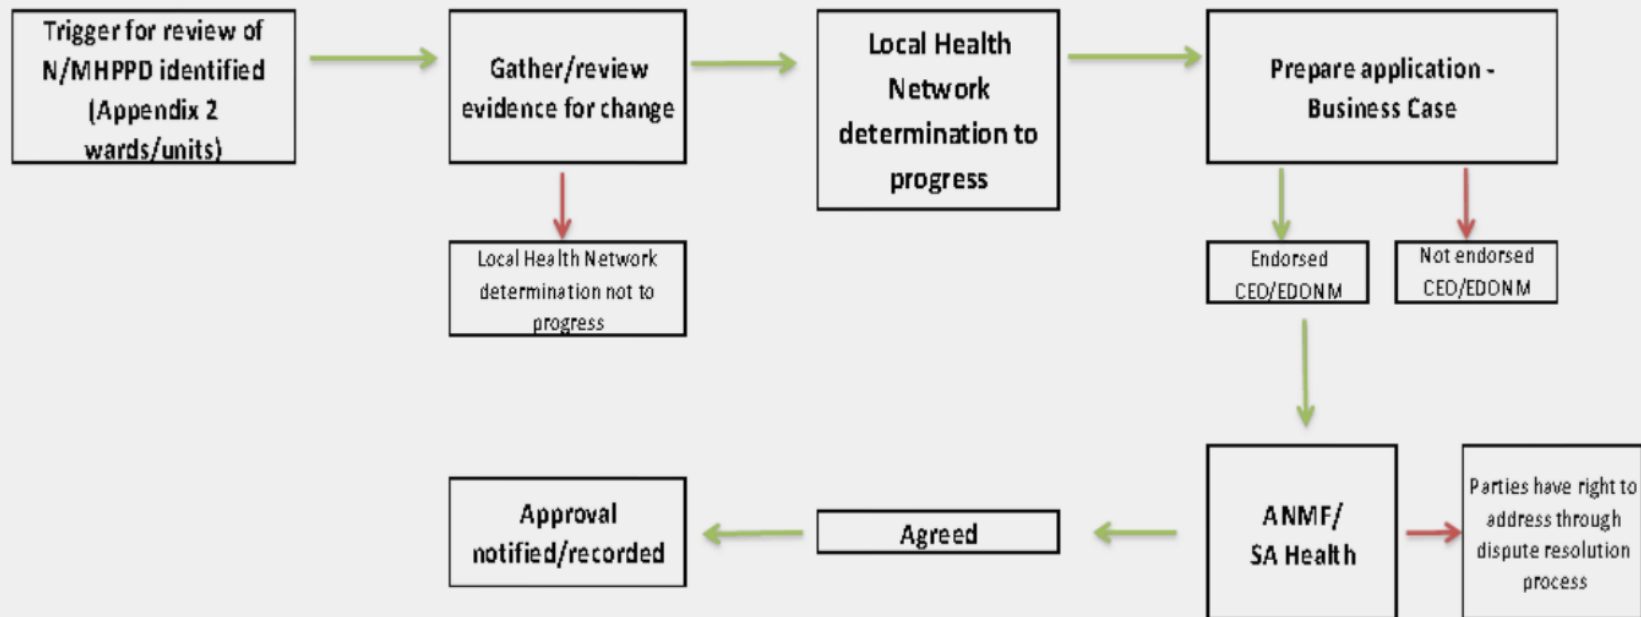 Trigger for review of
N/MHPPD identified
(Appendix 2
wards/units)
Gather/review
evidence for change
Local Health
Network
determination to
progress
Prepare application -
Business Case
Local Health Network
determination not to
progress
Endorsed
CEO/EDONM
Not endorsed
CEO/EDONM
ANMF/
SA Health
Parties have right to
address through
dispute resolution
process
Agreed
Approval
notified/recorded